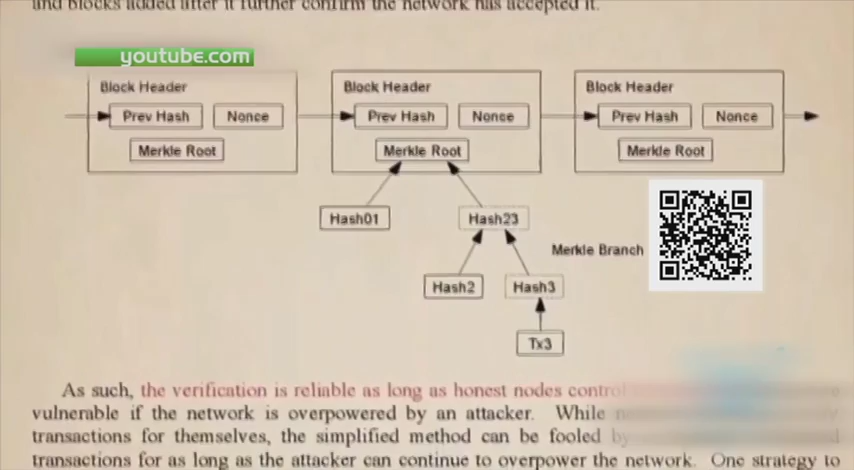 and blocks added after it further confirm the network has accepted it.
youtube.com
Block Header
Prev Hash
Nonce
Merkle Root
Block Header
Prev Hash
Nonce
Merkle Root
Block Header
Prev Hash
Nonce
Merkle Root
Hash01
Hash23
Merkle Branch
Hash2
Hash3
Tx3
As such, the verification is reliable as long as honest nodes control
vulnerable if the network is overpowered by an attacker. While
transactions for themselves, the simplified method can be fooled
transactions for as long as the attacker can continue to overpower the network. One strategy to